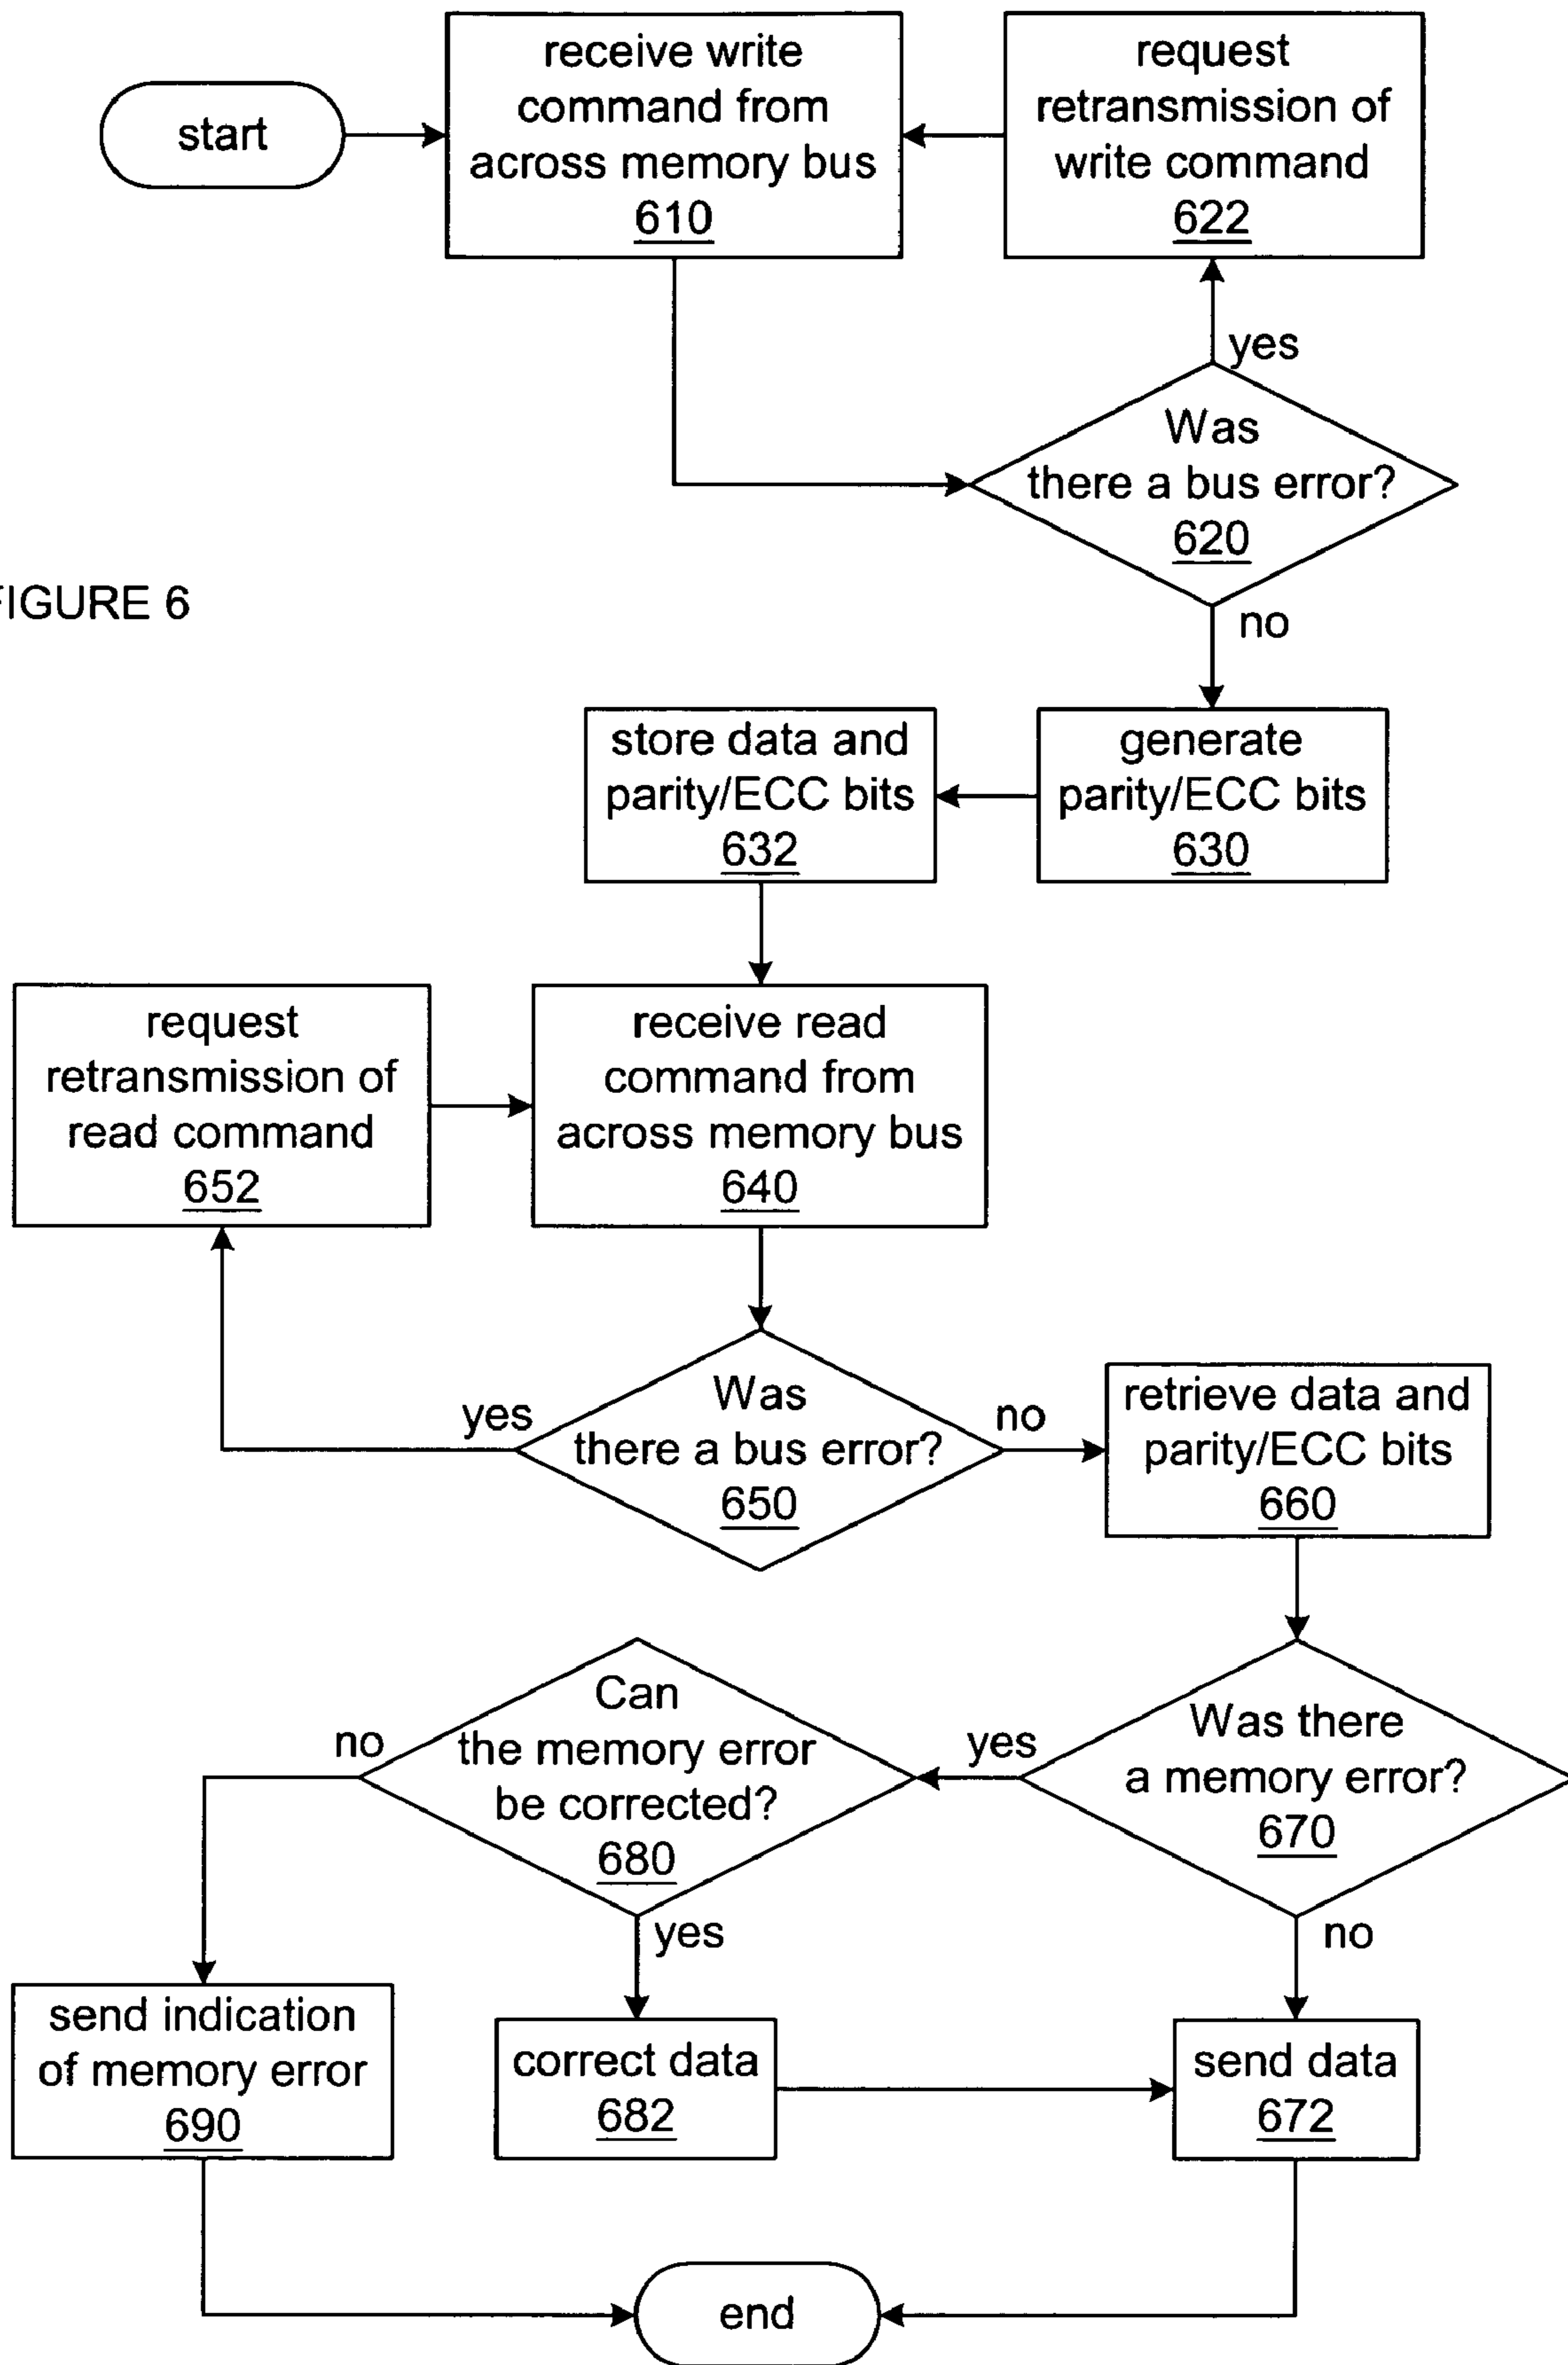 start
receive write
command from
across memory bus
610
request
retransmission of
write command
622
yes
Was
there a bus error?
620
FIGURE 6
no
store data and
parity/ECC bits
632
generate
parity/ECC bits
630
request
retransmission of
read command
652
receive read
command from
across memory bus
640
yes
Was
there a bus error?
650
no
retrieve data and
parity/ECC bits
660
no
Can
the memory error
be corrected?
680
yes
Was there
a memory error?
670
yes
no
send indication
of memory error
690
correct data
682
send data
672
end